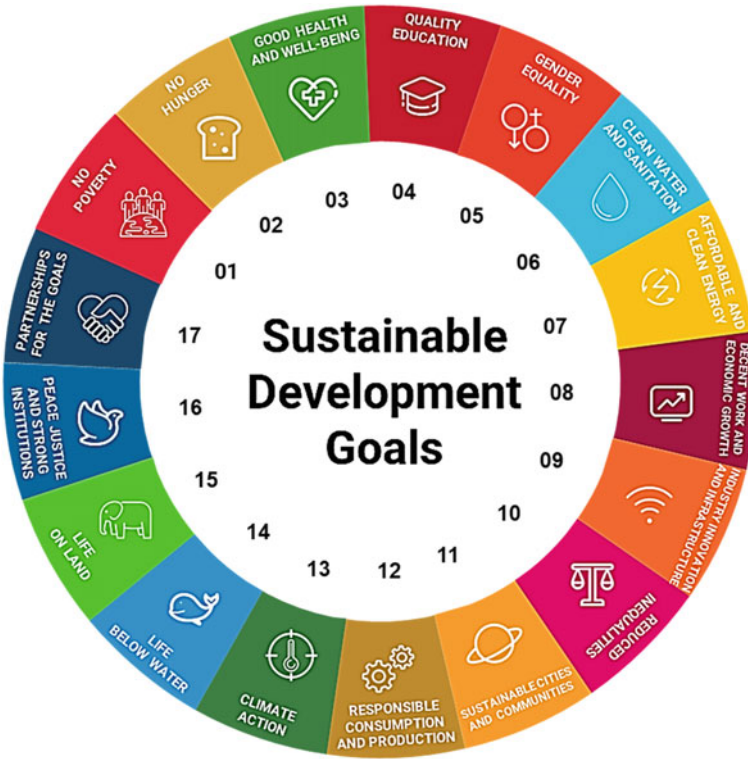 Sustainable
Development
Goals
01
NO
POVERTY
02
NO
HUNGER
03
GOOD HEALTH
AND WELL-BEING
04
QUALITY
EDUCATION
05
GENDER
EQUALITY
06
CLEAN WATER
AND SANITATION
07
AFFORDABLE AND
CLEAN ENERGY
08
DECENT WORK AND
ECONOMIC GROWTH
09
INDUSTRY INNOVATION
AND INFRASTRUCTURE
10
REDUCED
INEQUALITIES
11
SUSTAINABLE CITIES
AND COMMUNITIES
12
RESPONSIBLE
CONSUMPTION
AND PRODUCTION
13
CLIMATE
ACTION
14
LIFE
BELOW WATER
15
LIFE
ON LAND
16
PEACE JUSTICE
AND STRONG
INSTITUTIONS
17
PARTNERSHIPS
FOR THE GOALS